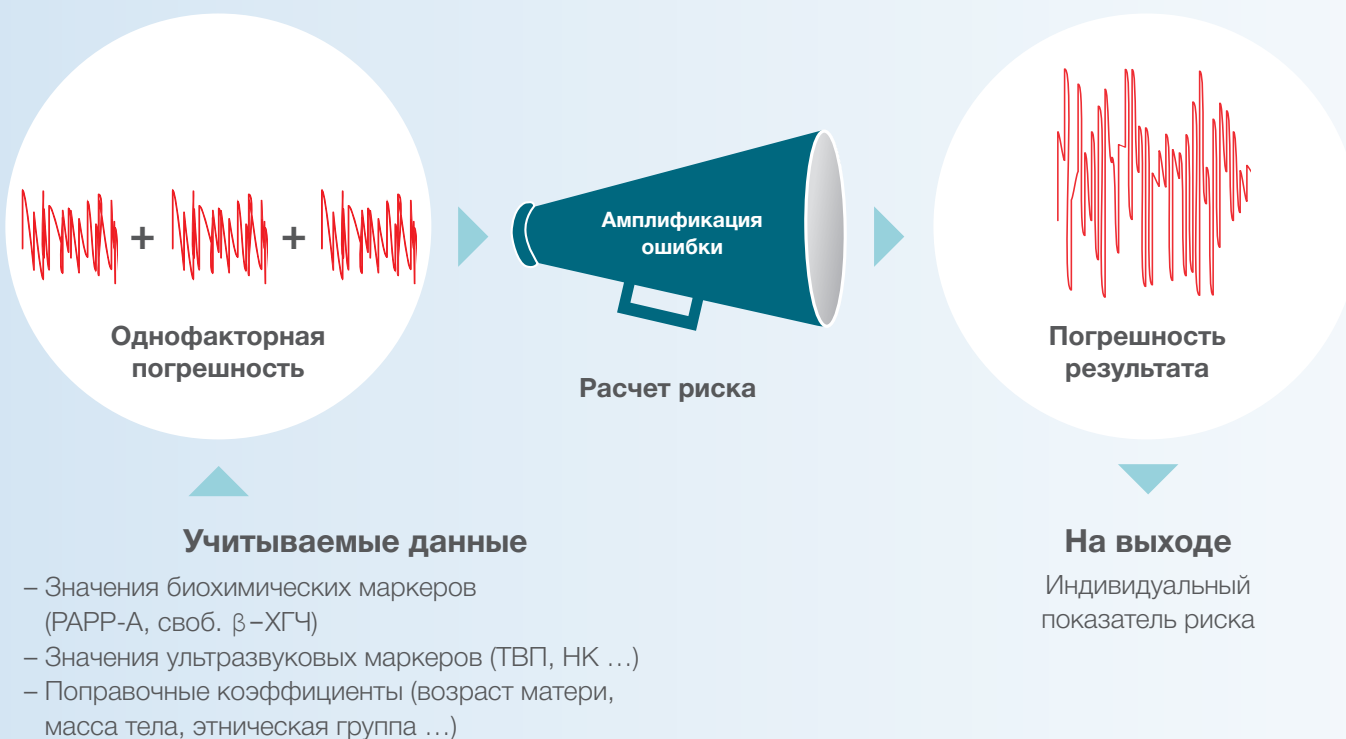 + +
Однофакторная
погрешность
Амплификация
ошибки
Расчет риска
Погрешность
результата
Учитываемые данные
– Значения биохимических маркеров
(PAPP-A, своб. β–ХГЧ)
– Значения ультразвуковых маркеров (ТВП, НК ...)
– Поправочные коэффициенты (возраст матери,
масса тела, этническая группа ...)
На выходе
Индивидуальный
показатель риска